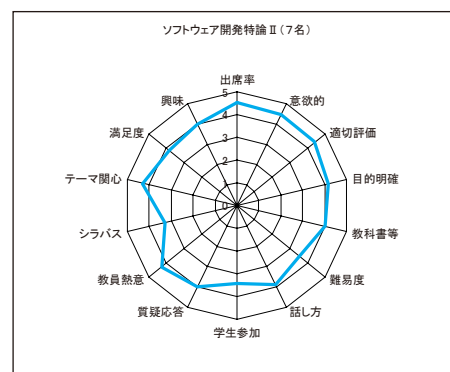 ソフトウェア開発特論Ⅱ(7名)
出席率
意欲的
適切評価
目的明確
教科書等
難易度
話し方
学生参加
質疑応答
教員熱意
シラバス
テーマ関心
満足度
興味
5
4
3
2
1
0